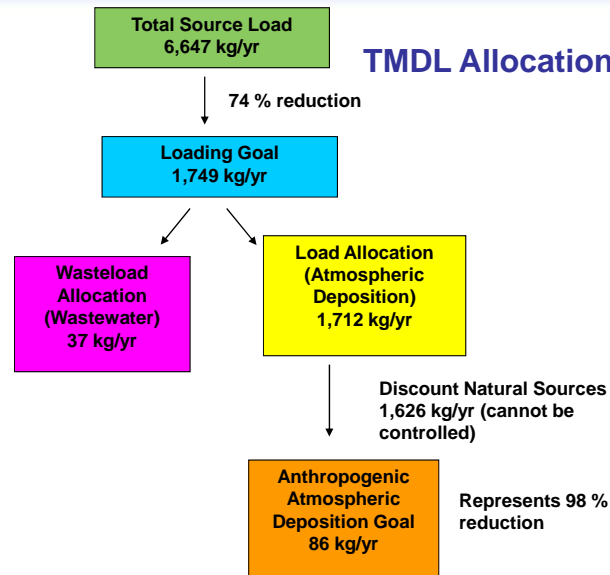 Total Source Load
6,647 kg/yr
TMDL Allocation
74 % reduction
Loading Goal
1,749 kg/yr
Wasteload
Allocation
(Wastewater)
37 kg/yr
Load Allocation
(Atmospheric
Deposition)
1,712 kg/yr
Discount Natural Sources
1,626 kg/yr (cannot be
controlled)
Anthropogenic
Atmospheric
Deposition Goal
86 kg/yr
Represents 98 %
reduction